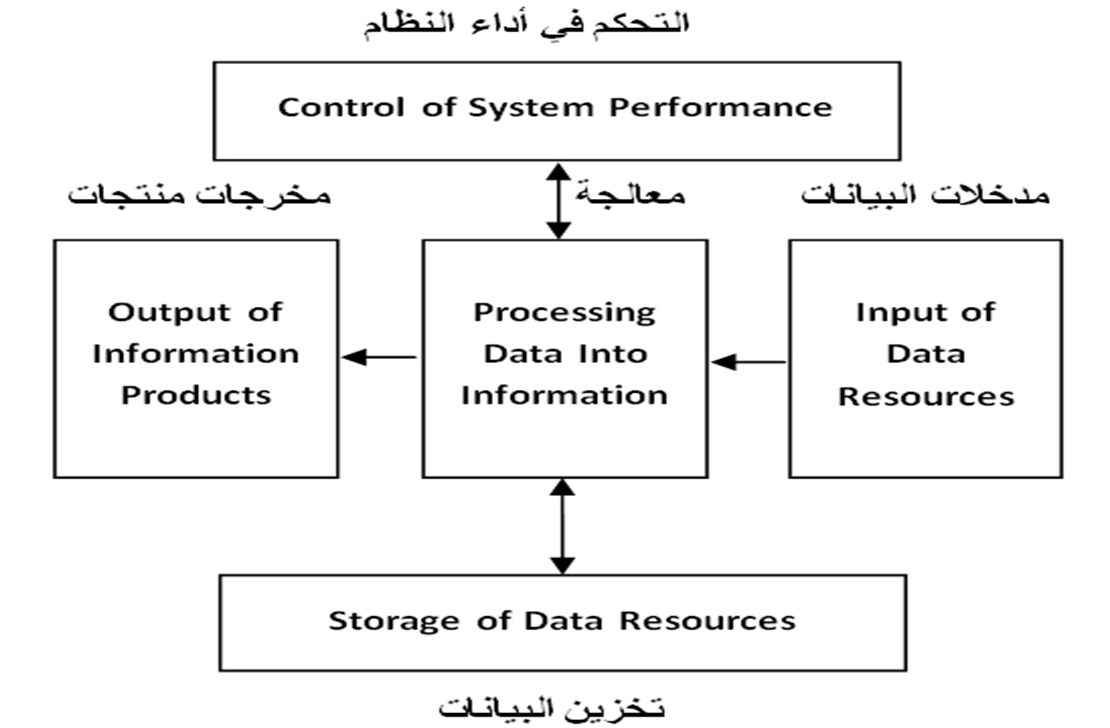 التحكم في أداء النظام
Control of System Performance
مخرجات منتجات
معالجة
مدخلات البيانات
Output of
Information
Products
Processing
Data Into
Information
Input of
Data
Resources
Storage of Data Resources
تخزين البيانات